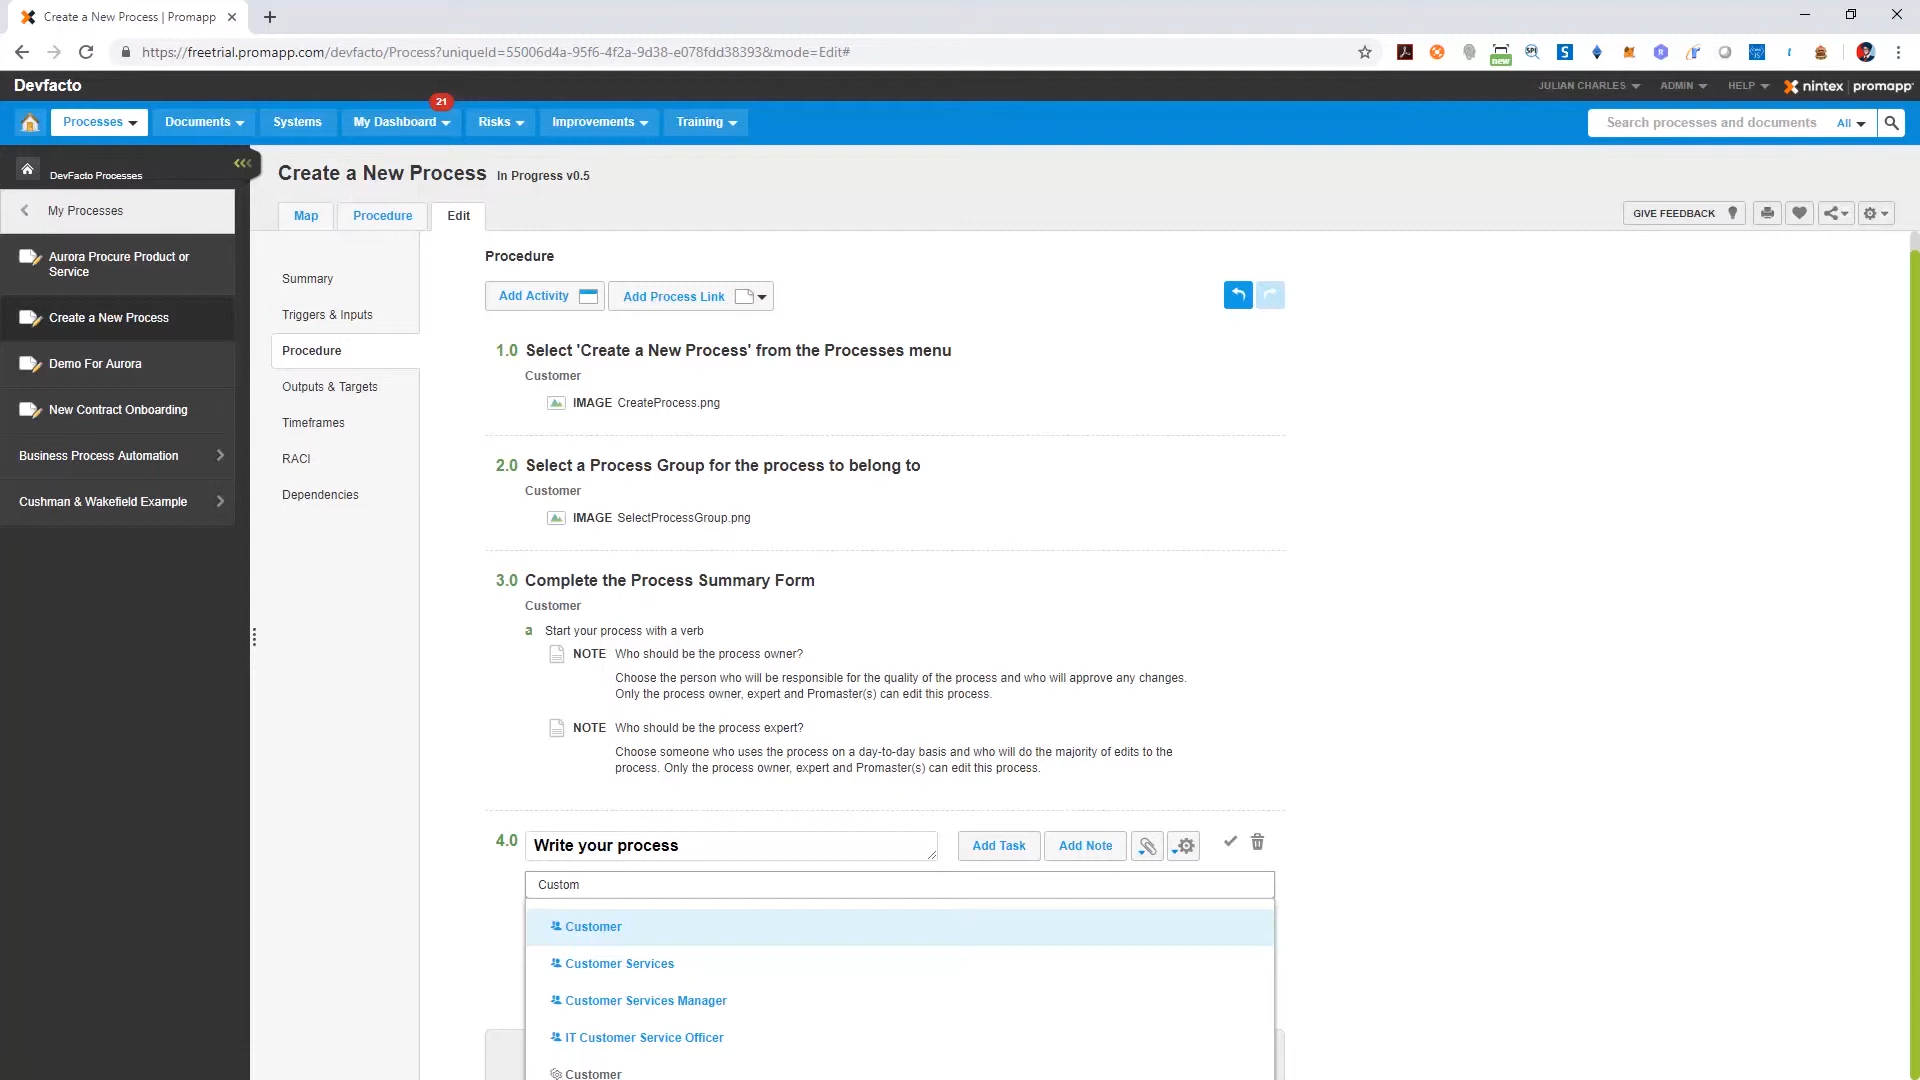 Create a New Process | Promapp
https://freetrial.promapp.com/devfacto/Process?uniqueId=55006d4a-95f6-4f2a-9d38-e078fdd38393&mode=Edit#
new
Devfacto
JULIAN CHARLES
ADMIN
HELP
nintex | promapp
21
Processes
Documents
Systems
My Dashboard
Risks
Improvements
Training
Search processes and documents
All
DevFacto Processes
My Processes
Aurora Procure Product or
Service
Create a New Process
Demo For Aurora
New Contract Onboarding
Business Process Automation
Cushman & Wakefield Example
Create a New Process In Progress v0.5
Map
Procedure
Edit
GIVE FEEDBACK
Summary
Triggers & Inputs
Procedure
Outputs & Targets
Timeframes
RACI
Dependencies
Procedure
Add Activity
Add Process Link
1.0 Select 'Create a New Process' from the Processes menu
Customer
IMAGE CreateProcess.png
2.0 Select a Process Group for the process to belong to
Customer
IMAGE SelectProcessGroup.png
3.0 Complete the Process Summary Form
Customer
a Start your process with a verb
NOTE Who should be the process owner?
Choose the person who will be responsible for the quality of the process and who will approve any changes.
Only the process owner, expert and Promaster(s) can edit this process.
NOTE Who should be the process expert?
Choose someone who uses the process on a day-to-day basis and who will do the majority of edits to the
process. Only the process owner, expert and Promaster(s) can edit this process.
4.0 Write your process
Add Task
Add Note
Custom
Customer
Customer Services
Customer Services Manager
IT Customer Service Officer
Customer